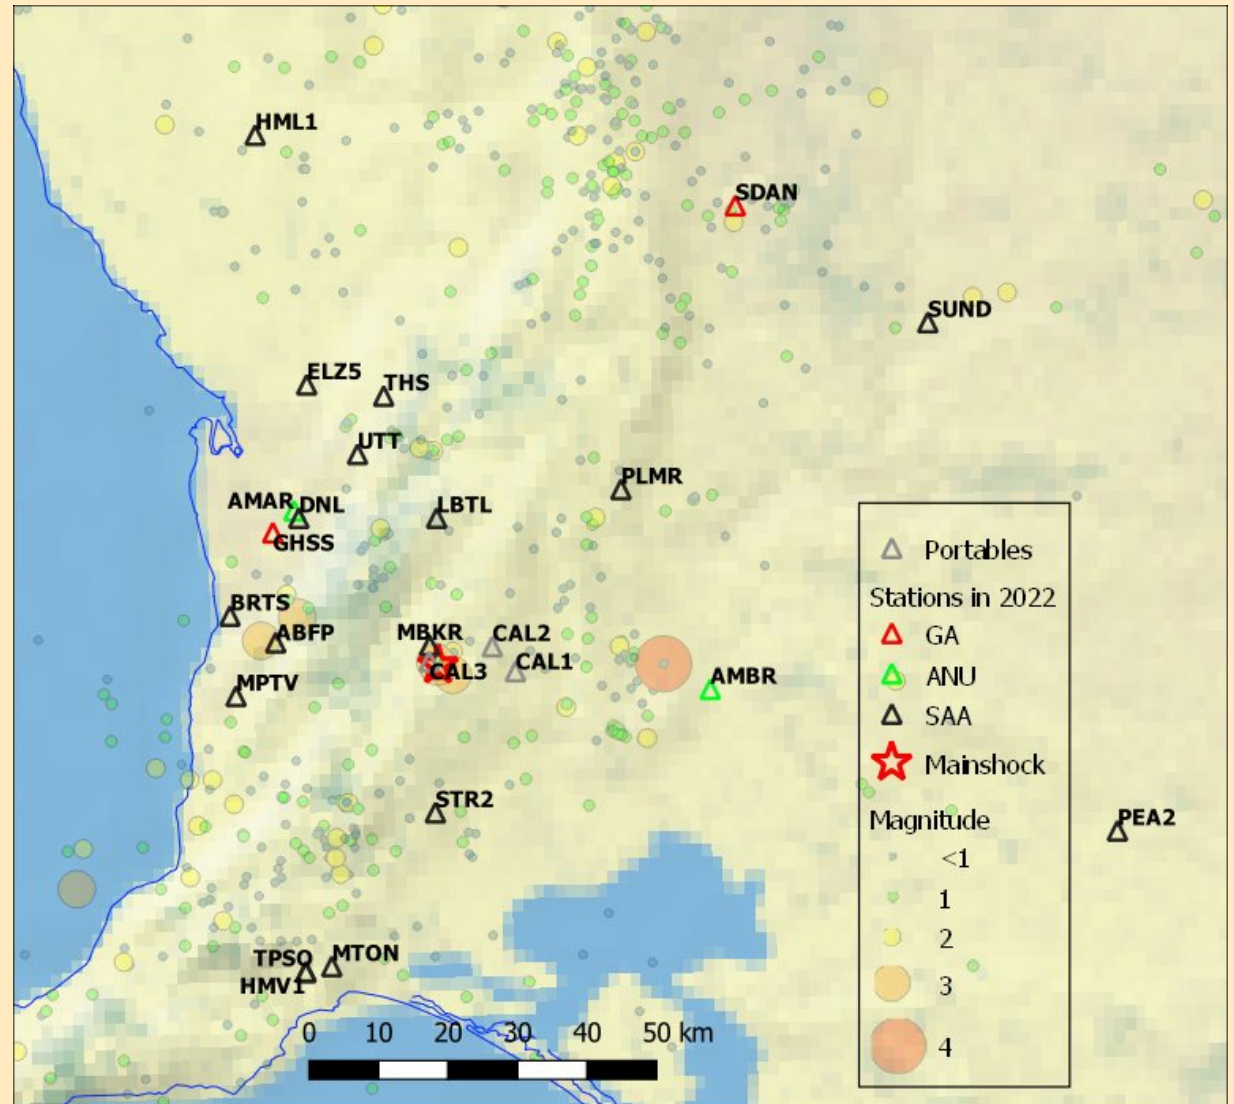 HML1
SDAN
SUND
ELZ5
THS
UTT
PLMR
AMAR
DNL
LBTL
GHSS
Portables
Stations in 2022
BRTS
GA
ABFP
MBKR
CAL2
CAL1
CAL3
AMBR
ANU
MPTV
SAA
Mainshock
STR2
Magnitude
PEA2
<1
1
2
TPSO
MTON
HMV1
3
0 10 20 30 40 50 km
4